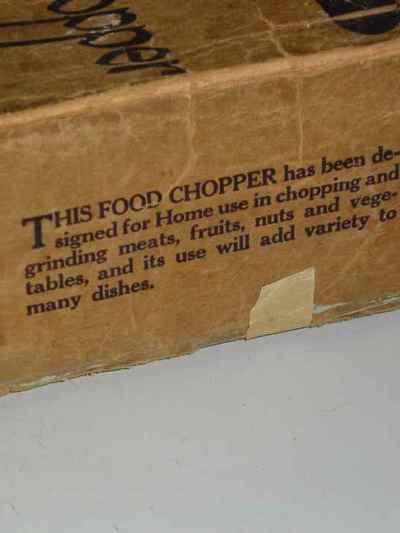 opper
THIS FOOD CHOPPER has been de-
signed for Home use in chopping and
grinding meats, fruits, nuts and vege-
tables, and its use will add variety to
many dishes.